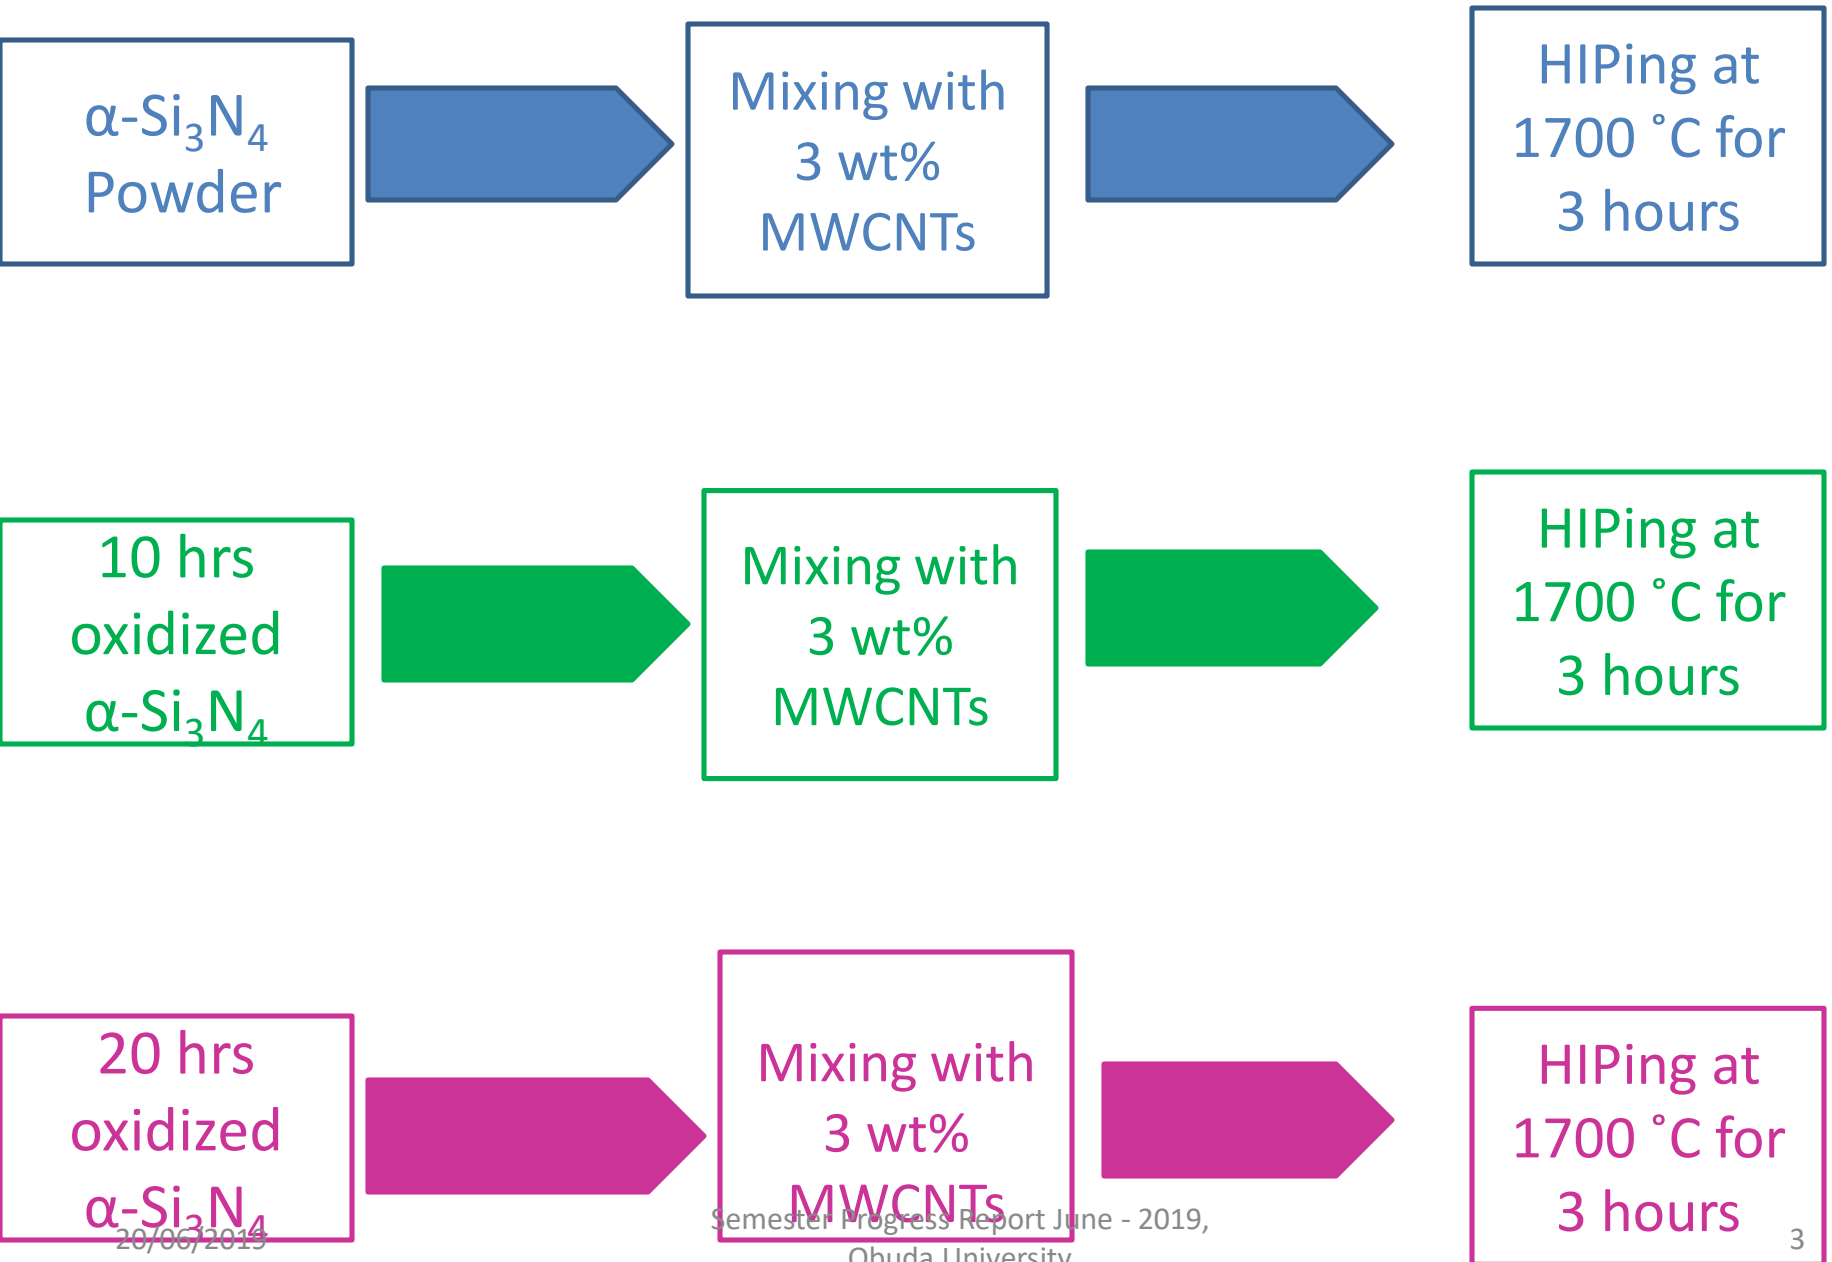 α-Si₃N₄
Powder
Mixing with
3 wt%
MWCNTs
HIPing at
1700 ˚C for
3 hours
10 hrs
oxidized
α-Si₃N₄
Mixing with
3 wt%
MWCNTs
HIPing at
1700 ˚C for
3 hours
20 hrs
oxidized
α-Si₃N₄
Mixing with
3 wt%
MWCNTs
HIPing at
1700 ˚C for
3 hours
20/06/2019
Semester Progress Report June - 2019,
Obuda University
3